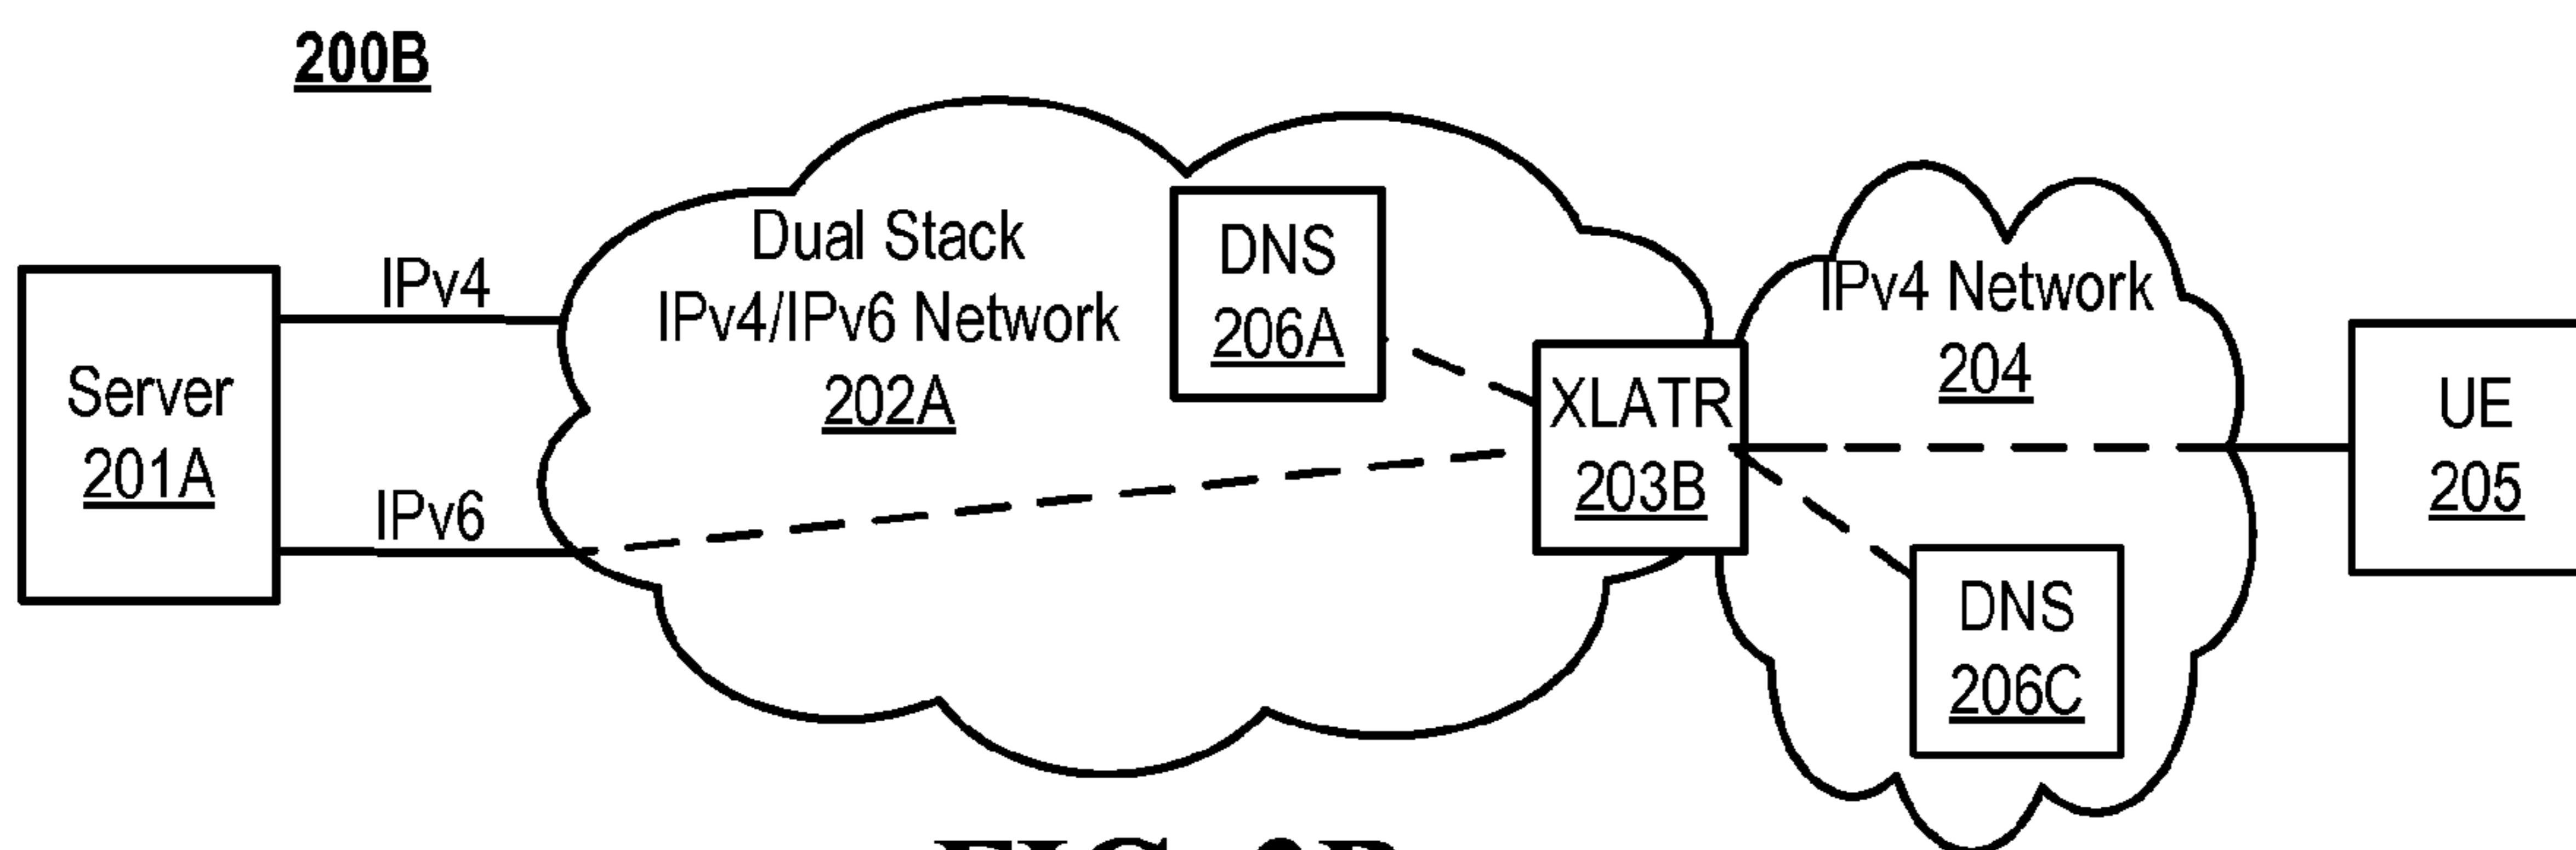 200B
Server
201A
IPv4
IPv6
Dual Stack
IPv4/IPv6 Network
202A
DNS
206A
XLATR
203B
IPv4 Network
204
DNS
206C
UE
205